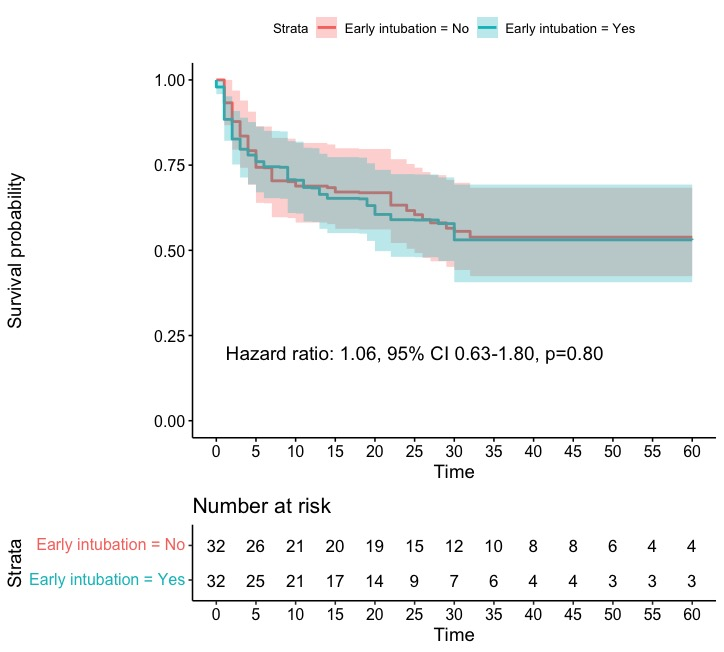 Strata Early intubation = No Early intubation = Yes
Survival probability
1.00
0.75
0.50
0.25
0.00
Hazard ratio: 1.06, 95% CI 0.63-1.80, p=0.80
0 5 10 15 20 25 30 35 40 45 50 55 60
Time
Number at risk
Strata
Early intubation = No 32 26 21 20 19 15 12 10 8 8 6 4 4
Early intubation = Yes 32 25 21 17 14 9 7 6 4 4 3 3 3
0 5 10 15 20 25 30 35 40 45 50 55 60
Time